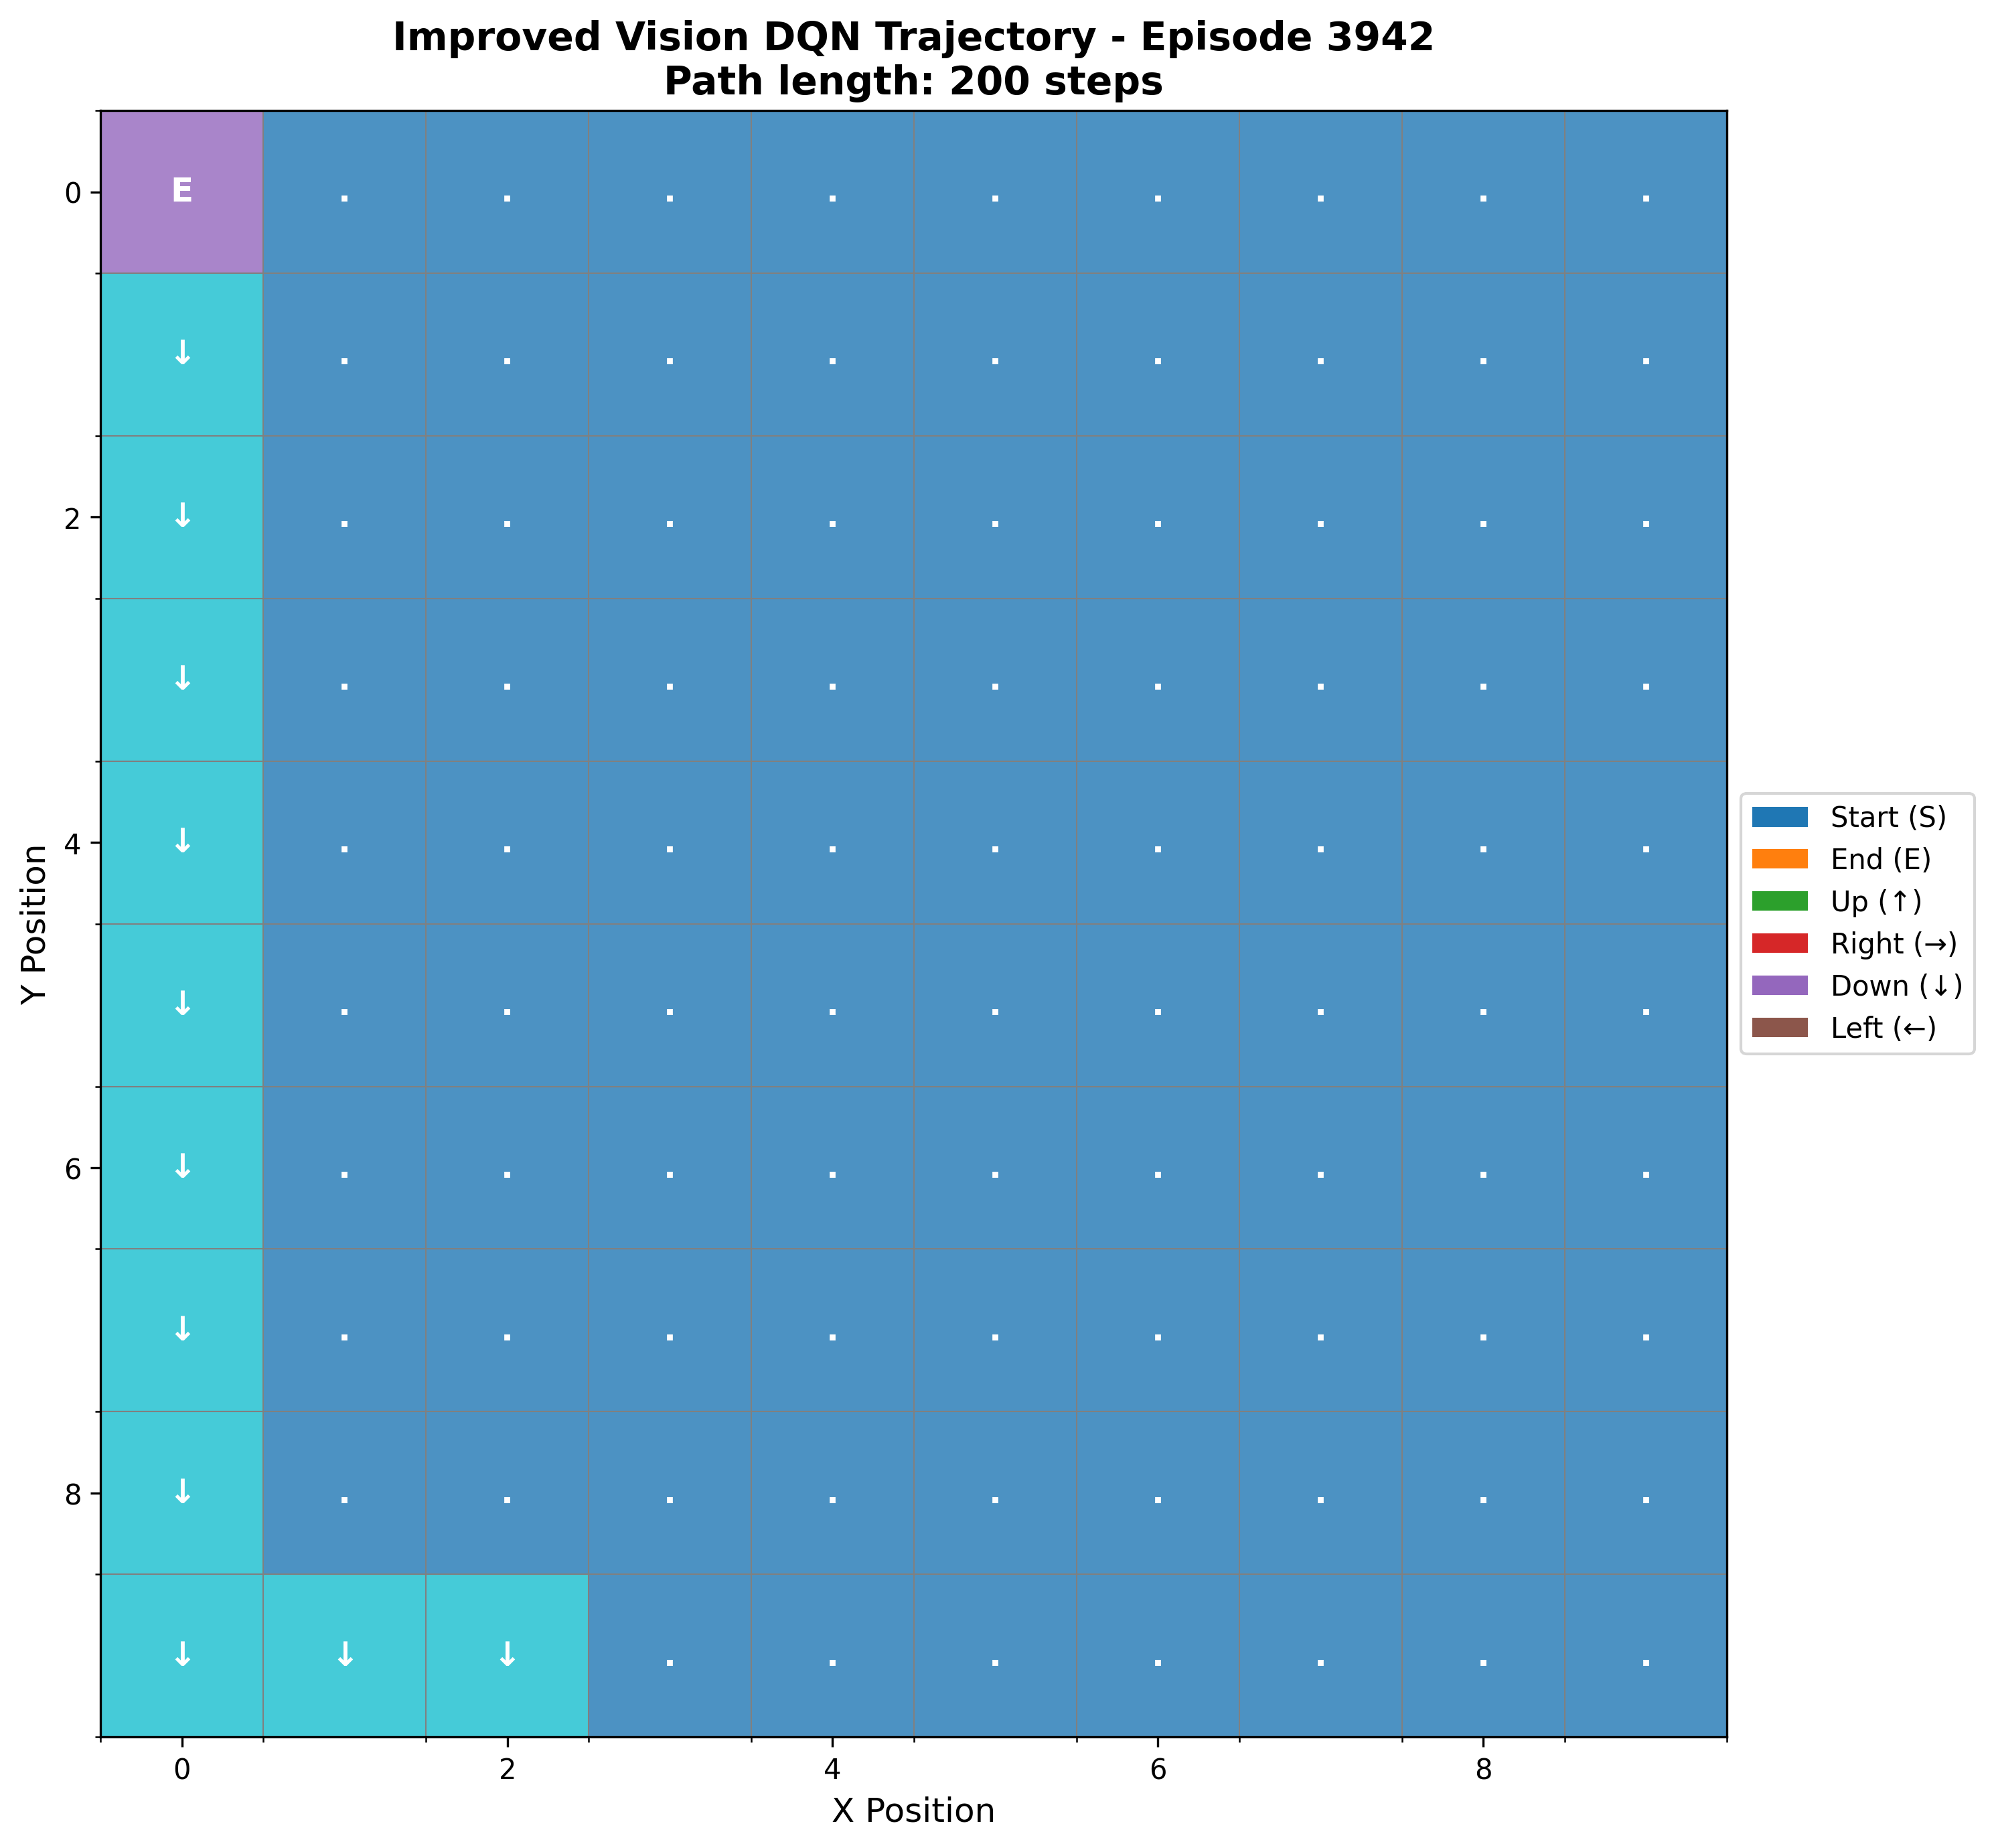 Improved Vision DQN Trajectory - Episode 3942
Path length: 200 steps
0 E . . . . . . . . .
↓ . . . . . . . . .
2 ↓ . . . . . . . . .
↓ . . . . . . . . .
4 ↓ . . . . . . . . .
↓ . . . . . . . . .
6 ↓ . . . . . . . . .
↓ . . . . . . . . .
8 ↓ . . . . . . . . .
↓ ↓ ↓ . . . . . . .
0 2 4 6 8
X Position
Y Position
Start (S)
End (E)
Up (↑)
Right (→)
Down (↓)
Left (←)